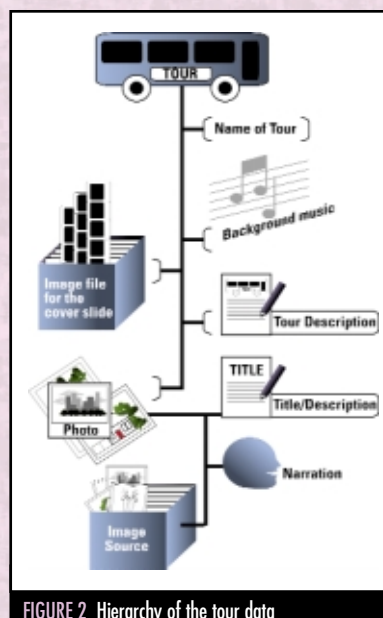 TOUR
Name of Tour
Background music
Image file
for the
cover slide
Tour Description
TITLE
Title/Description
Photo
Narration
Image
Source
FIGURE 2 Hierarchy of the tour data